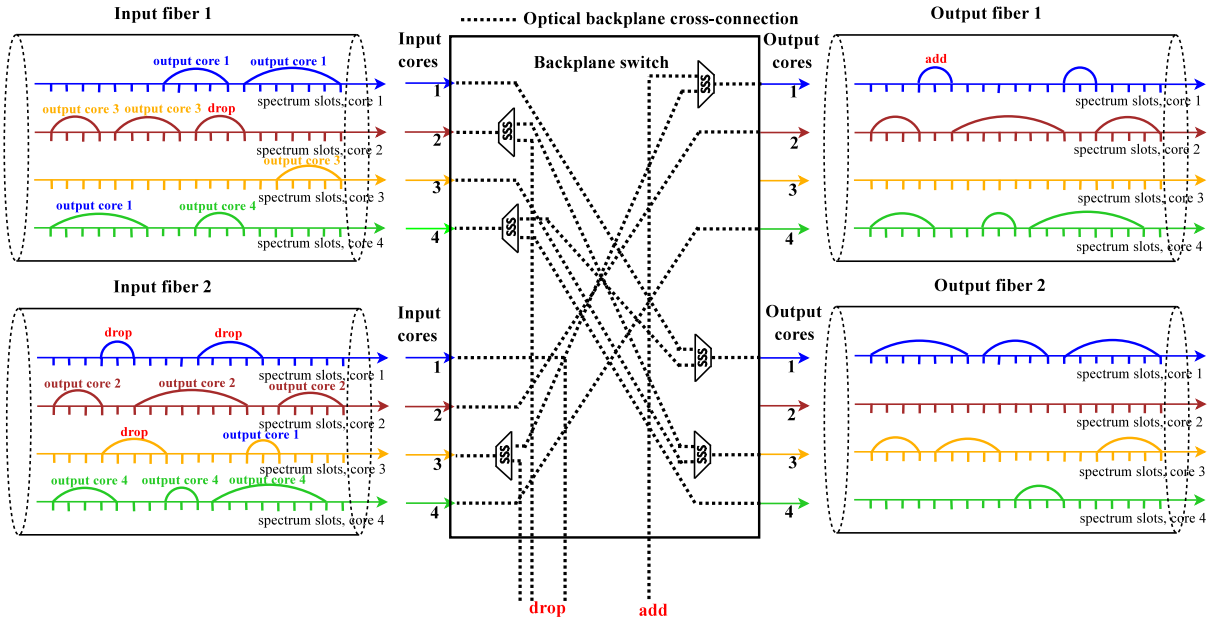 Input fiber 1
Optical backplane cross-connection
Output fiber 1
Input
cores
Backplane switch
Output
cores
output core 1
output core 1
spectrum slots, core 1
output core 3
output core 3
drop
spectrum slots, core 2
output core 3
spectrum slots, core 3
output core 1
output core 4
spectrum slots, core 4
1
2
3
4
SSS
SSS
SSS
1
2
3
4
add
spectrum slots, core 1
spectrum slots, core 2
spectrum slots, core 3
spectrum slots, core 4
Input fiber 2
Output fiber 2
Input
cores
Output
cores
drop
drop
spectrum slots, core 1
output core 2
output core 2
output core 2
spectrum slots, core 2
drop
output core 1
spectrum slots, core 3
output core 4
output core 4
output core 4
spectrum slots, core 4
1
2
3
4
SSS
SSS
SSS
1
2
3
4
spectrum slots, core 1
spectrum slots, core 2
spectrum slots, core 3
spectrum slots, core 4
drop
add